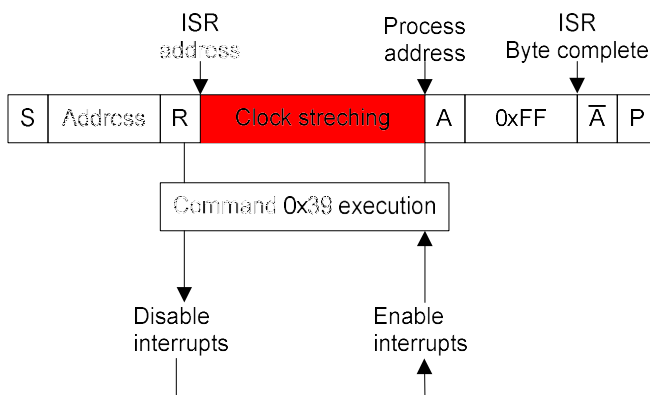 ISR
address
Process
address
ISR
Byte complete
S Address R Clock streching A 0xFF A̅ P
Command 0x39 execution
Disable
interrupts
Enable
interrupts